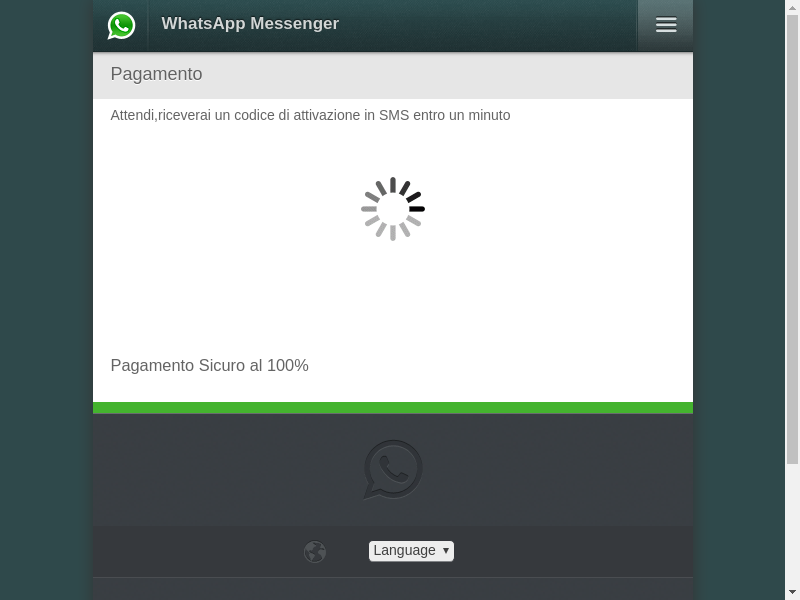 WhatsApp Messenger
Pagamento
Attendi,riceverai un codice di attivazione in SMS entro un minuto
Pagamento Sicuro al 100%
Language